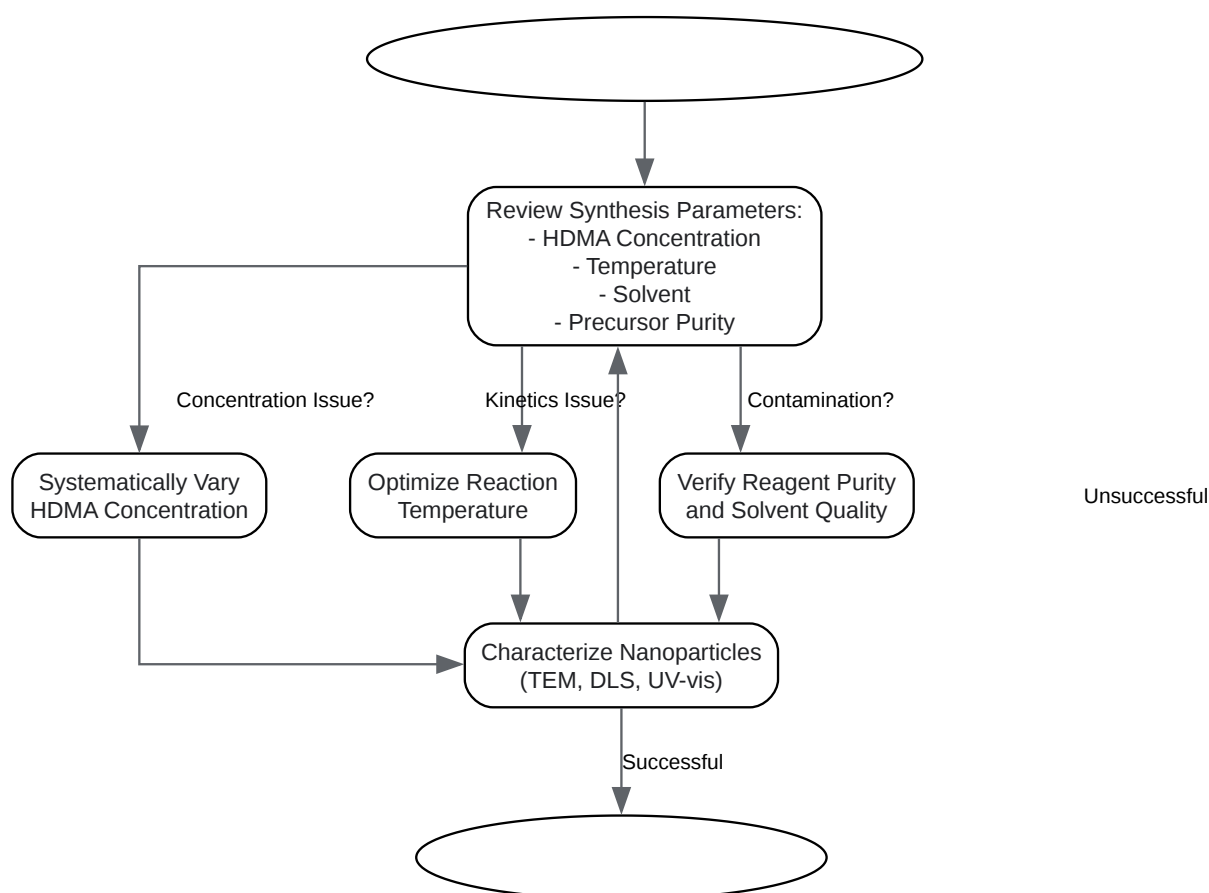 Review Synthesis Parameters:
- HDMA Concentration
- Temperature
- Solvent
- Precursor Purity
Concentration Issue?
Kinetics Issue?
Contamination?
Systematically Vary
HDMA Concentration
Optimize Reaction
Temperature
Verify Reagent Purity
and Solvent Quality
Unsuccessful
Characterize Nanoparticles
(TEM, DLS, UV-vis)
Successful